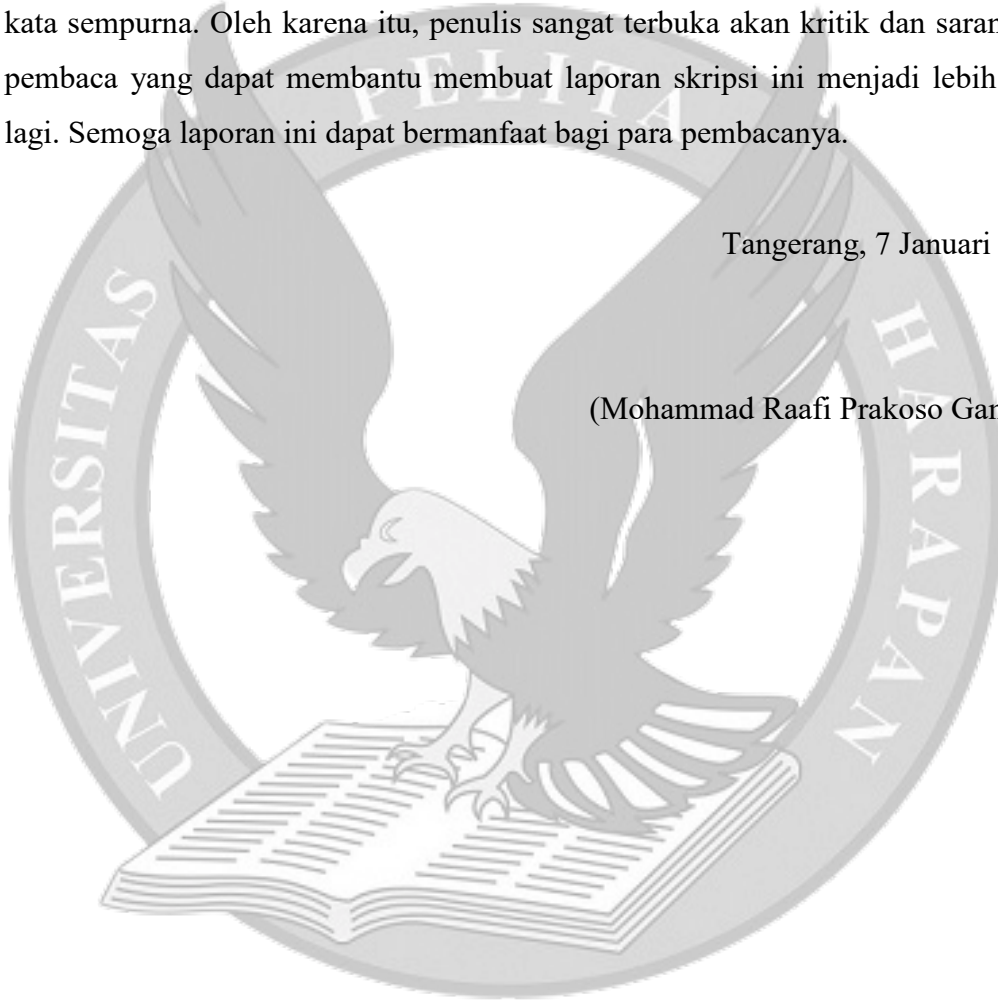 kata sempurna. Oleh karena itu, penulis sangat terbuka akan kritik dan saran
pembaca yang dapat membantu membuat laporan skripsi ini menjadi lebih
lagi. Semoga laporan ini dapat bermanfaat bagi para pembacanya.
Tangerang, 7 Januari
(Mohammad Raafi Prakoso Gan
UNIVERSITAS PELITA HARAPAN